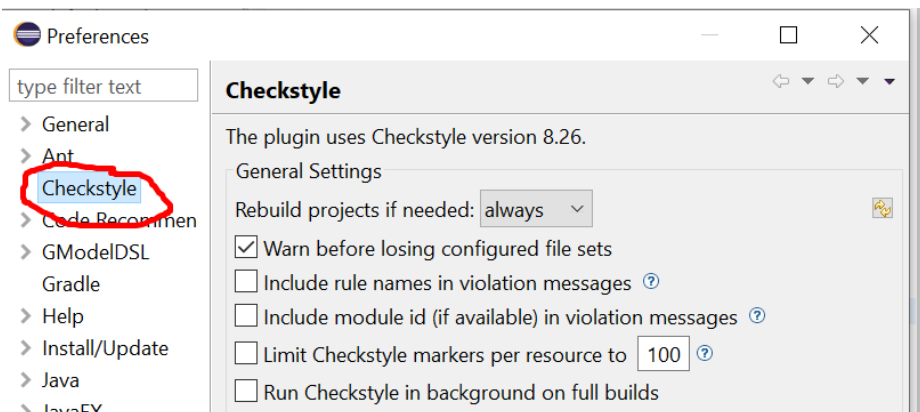 Preferences
type filter text
Checkstyle
General
The plugin uses Checkstyle version 8.26.
Ant
General Settings
Checkstyle
Rebuild projects if needed: always
Code Recommen
Warn before losing configured file sets
GModelDSL
Include rule names in violation messages
Gradle
Include module id (if available) in violation messages
Help
Limit Checkstyle markers per resource to 100
Install/Update
Run Checkstyle in background on full builds
Java
JavaFX